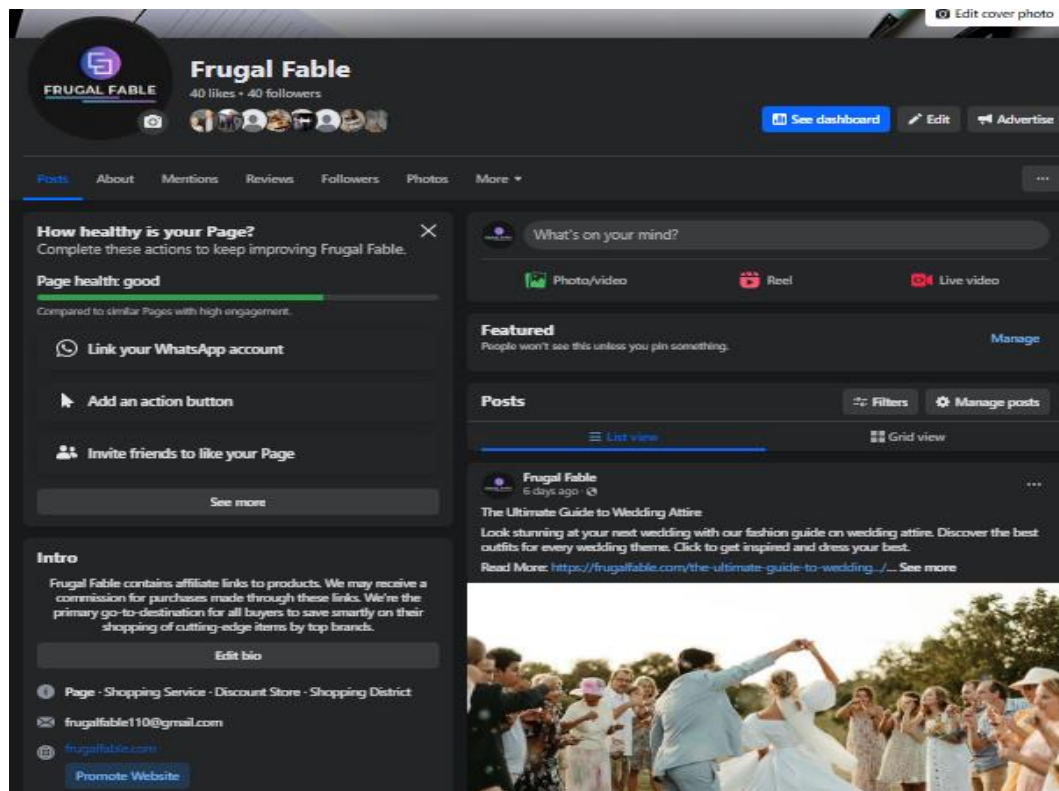 Edit cover photo
FRUGAL FABLE
Frugal Fable
40 likes • 40 followers
See dashboard
Edit
Advertise
Posts
About
Mentions
Reviews
Followers
Photos
More
How healthy is your Page?
Complete these actions to keep improving Frugal Fable.
Page health: good
Compared to similar Pages with high engagement.
Link your WhatsApp account
Add an action button
Invite friends to like your Page
See more
Intro
Frugal Fable contains affiliate links to products. We may receive a
commission for purchases made through these links. We're the
primary go-to-destination for all buyers to save smartly on their
shopping of cutting-edge items by top brands.
Edit bio
Page · Shopping Service · Discount Store · Shopping District
frugalfable110@gmail.com
frugalfable.com
Promote Website
What's on your mind?
Photo/video
Reel
Live video
Featured
People won't see this unless you pin something.
Manage
Posts
Filters
Manage posts
List view
Grid view
Frugal Fable
6 days ago ·
The Ultimate Guide to Wedding Attire
Look stunning at your next wedding with our fashion guide on wedding attire. Discover the best
outfits for every wedding theme. Click to get inspired and dress your best.
Read More: https://frugalfable.com/the-ultimate-guide-to-wedding.../... See more